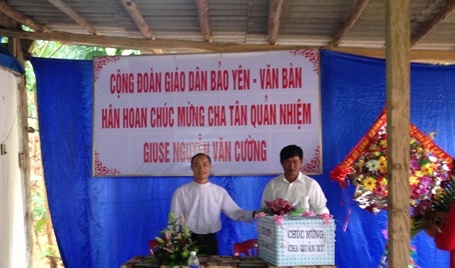 CỘNG ĐOÀN GIÁO DÂN BẢO YÊN - VĂN BẢN
HÂN HOAN CHÚC MỪNG CHA TÂN QUẢN NHIỆM
GIUSE NGUYỄN VĂN CƯỜNG
CHÚC MỪNG
CHA QUẢN XỨ